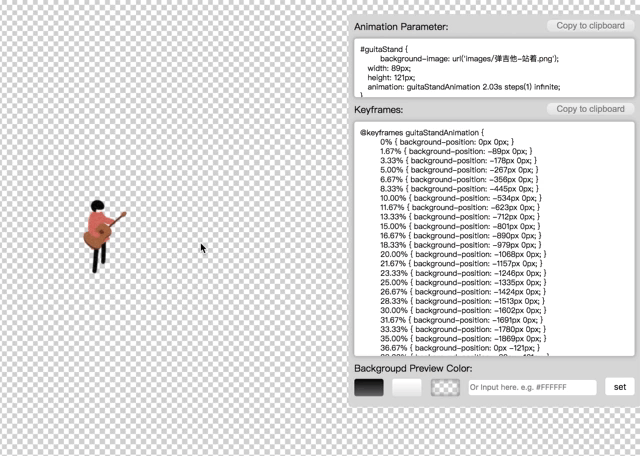 Animation Parameter:
Copy to clipboard
#guitaStand {
background-image: url('images/弹吉他-站着.png');
width: 89px;
height: 121px;
animation: guitaStandAnimation 2.03s steps(1) infinite;
}
Keyframes:
Copy to clipboard
@keyframes guitaStandAnimation {
0% { background-position: 0px 0px; }
1.67% { background-position: -89px 0px; }
3.33% { background-position: -178px 0px; }
5.00% { background-position: -267px 0px; }
6.67% { background-position: -356px 0px; }
8.33% { background-position: -445px 0px; }
10.00% { background-position: -534px 0px; }
11.67% { background-position: -623px 0px; }
13.33% { background-position: -712px 0px; }
15.00% { background-position: -801px 0px; }
16.67% { background-position: -890px 0px; }
18.33% { background-position: -979px 0px; }
20.00% { background-position: -1068px 0px; }
21.67% { background-position: -1157px 0px; }
23.33% { background-position: -1246px 0px; }
25.00% { background-position: -1335px 0px; }
26.67% { background-position: -1424px 0px; }
28.33% { background-position: -1513px 0px; }
30.00% { background-position: -1602px 0px; }
31.67% { background-position: -1691px 0px; }
33.33% { background-position: -1780px 0px; }
35.00% { background-position: -1869px 0px; }
36.67% { background-position: 0px -121px; }
Backgroupd Preview Color:
Or Input here. e.g. #FFFFFF
set